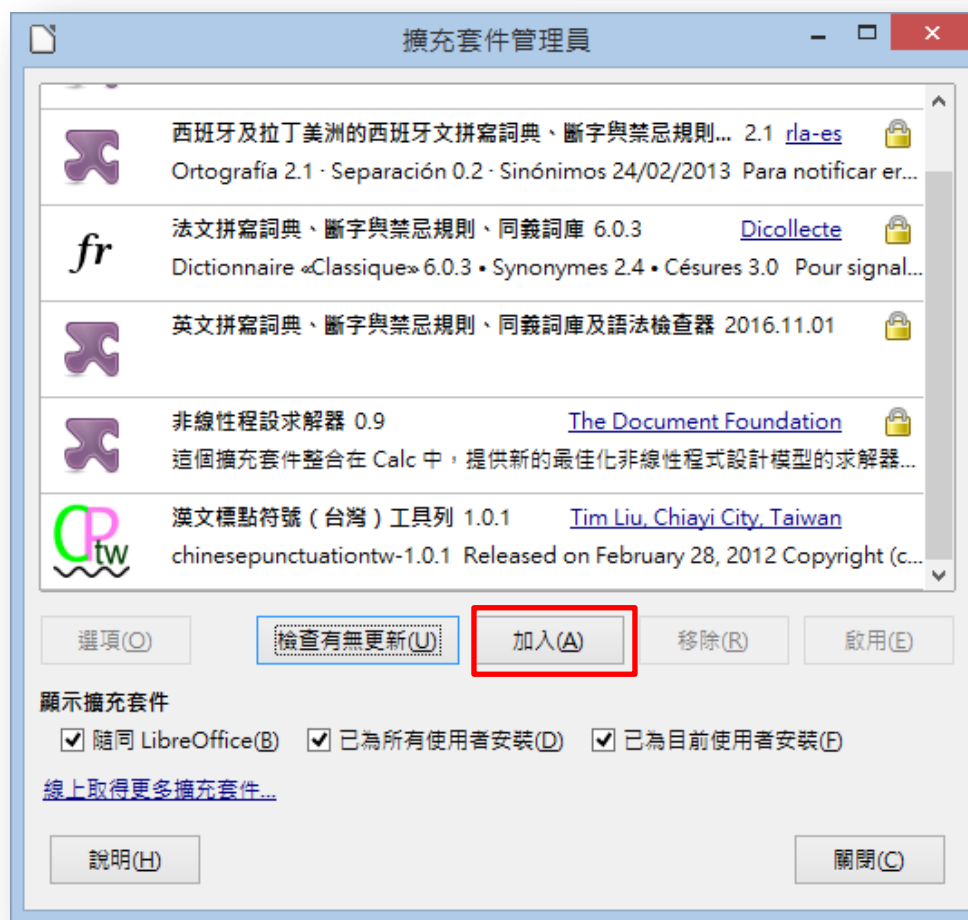 擴充套件管理員
西班牙及拉丁美洲的西班牙文拼寫詞典、斷字與禁忌規則... 2.1 rla-es
Ortografía 2.1 · Separación 0.2 · Sinónimos 24/02/2013 Para notificar er...
fr
法文拼寫詞典、斷字與禁忌規則、同義詞庫 6.0.3 Dicollecte
Dictionnaire «Classique» 6.0.3 • Synonymes 2.4 • Césures 3.0 Pour signal...
英文拼寫詞典、斷字與禁忌規則、同義詞庫及語法檢查器 2016.11.01
非線性程設求解器 0.9 The Document Foundation
這個擴充套件整合在 Calc 中，提供新的最佳化非線性程式設計模型的求解器...
CPtw
漢文標點符號（台灣）工具列 1.0.1 Tim Liu, Chiayi City, Taiwan
chinesepunctuationtw-1.0.1 Released on February 28, 2012 Copyright (c...
選項(O) 檢查有無更新(U) 加入(A) 移除(R) 啟用(E)
顯示擴充套件
隨同 LibreOffice(B) 已為所有使用者安裝(D) 已為目前使用者安裝(F)
線上取得更多擴充套件...
說明(H) 關閉(C)